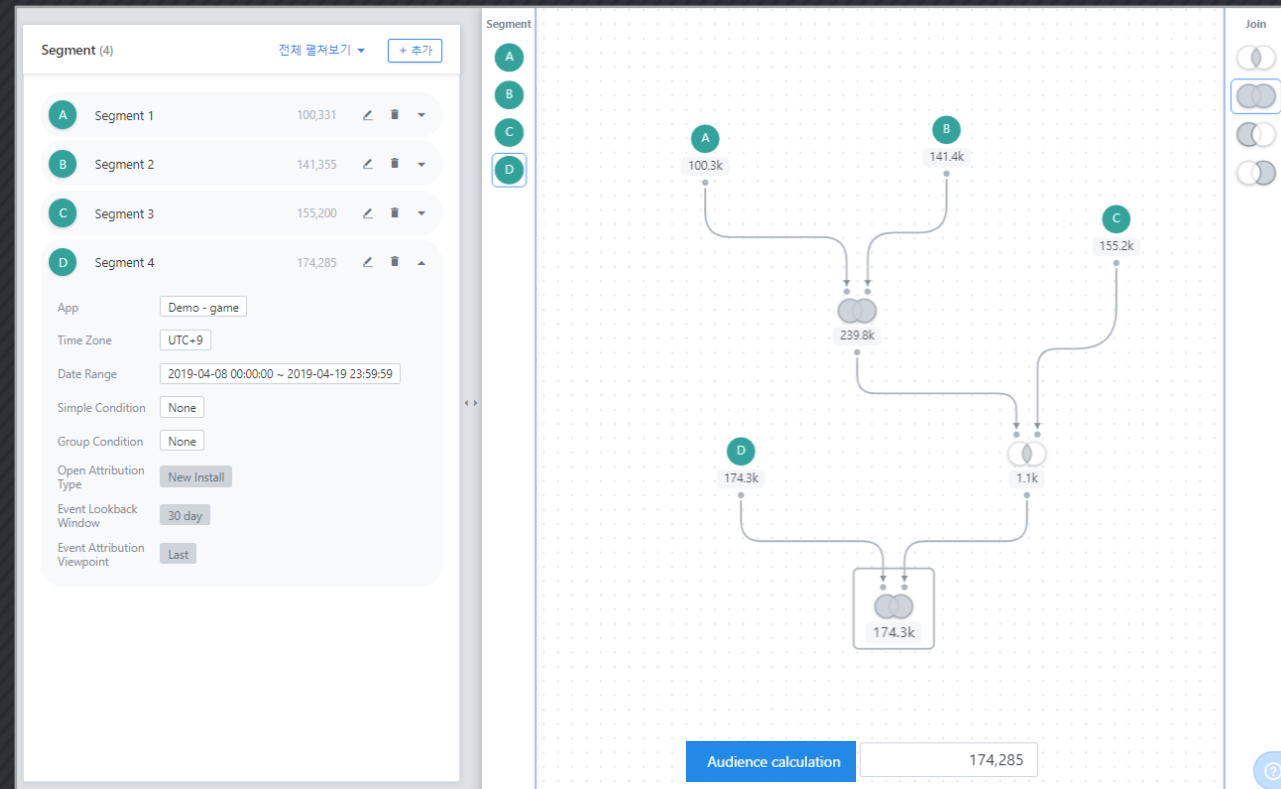 Segment (4)
전체 펼쳐보기
+ 추가
A Segment 1 100,331
B Segment 2 141,355
C Segment 3 155,200
D Segment 4 174,285
App Demo - game
Time Zone UTC+9
Date Range 2019-04-08 00:00:00 ~ 2019-04-19 23:59:59
Simple Condition None
Group Condition None
Open Attribution
Type
New Install
Event Lookback
Window
30 day
Event Attribution
Viewpoint
Last
Segment
A
B
C
D
A
100.3k
B
141.4k
C
155.2k
239.8k
D
174.3k
1.1k
174.3k
Audience calculation 174,285
Join
?